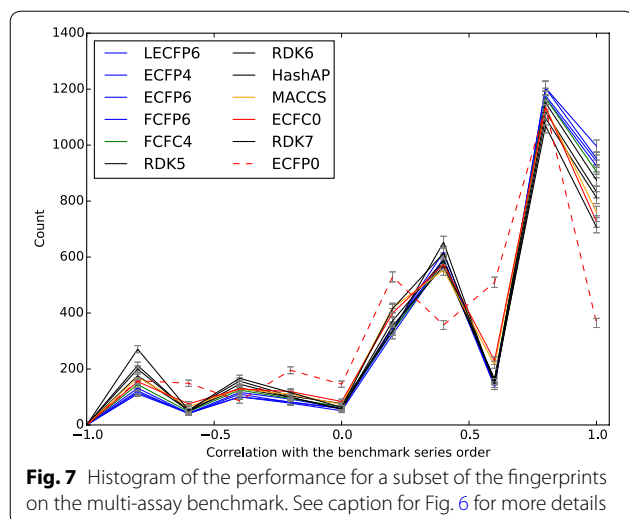 1400
1200
1000
800
600
400
200
0
Count
LECFP6
ECFP4
ECFP6
FCFP6
FCFC4
RDK5
RDK6
HashAP
MACCS
ECFC0
RDK7
ECFP0
−1.0 −0.5 0.0 0.5 1.0
Correlation with the benchmark series order
Fig. 7 Histogram of the performance for a subset of the fingerprints
on the multi-assay benchmark. See caption for Fig. 6 for more details